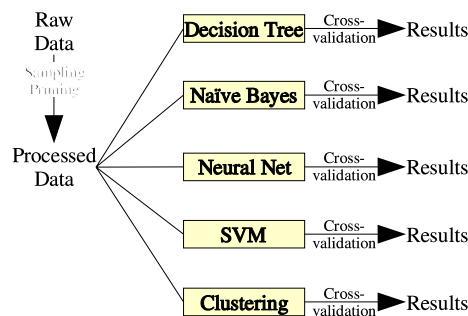 Raw
Data
Sampling
Pruning
Processed
Data
Decision Tree
Cross-
validation
Results
Naïve Bayes
Cross-
validation
Results
Neural Net
Cross-
validation
Results
SVM
Cross-
validation
Results
Clustering
Cross-
validation
Results